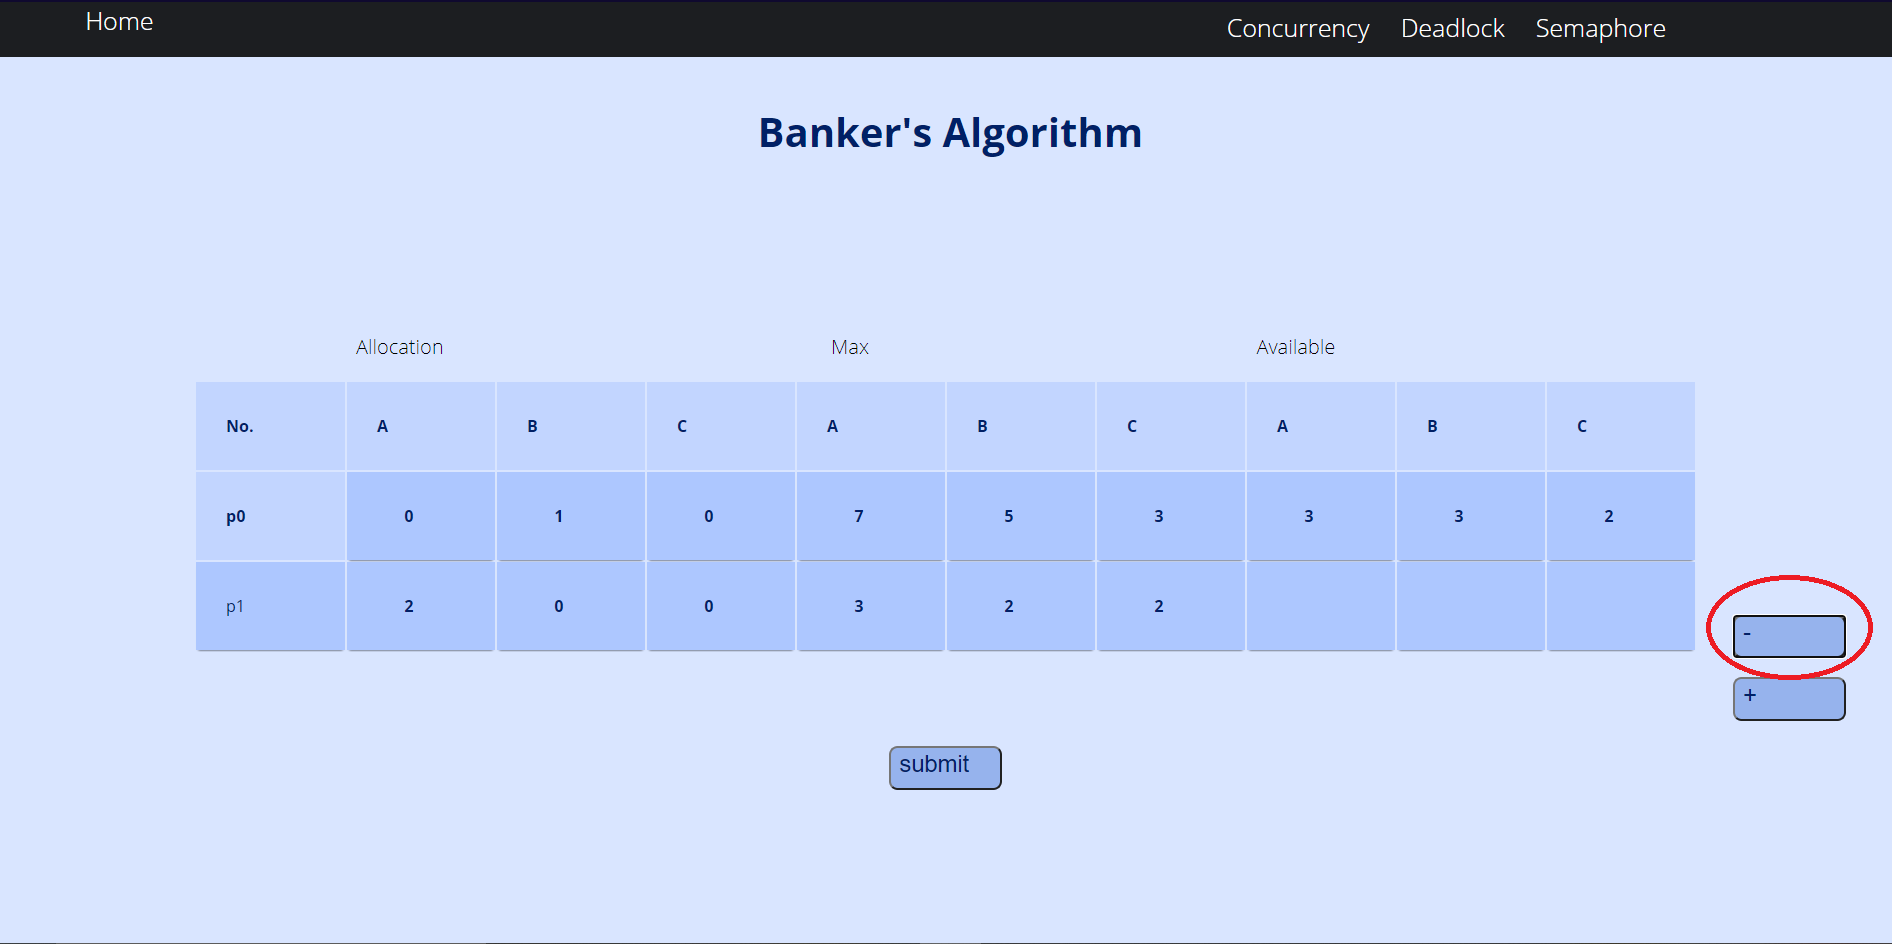 Home Concurrency Deadlock Semaphore
Banker's Algorithm
Allocation Max Available
No. A B C A B C A B C
p0 0 1 0 7 5 3 3 3 2
p1 2 0 0 3 2 2
-
+
submit